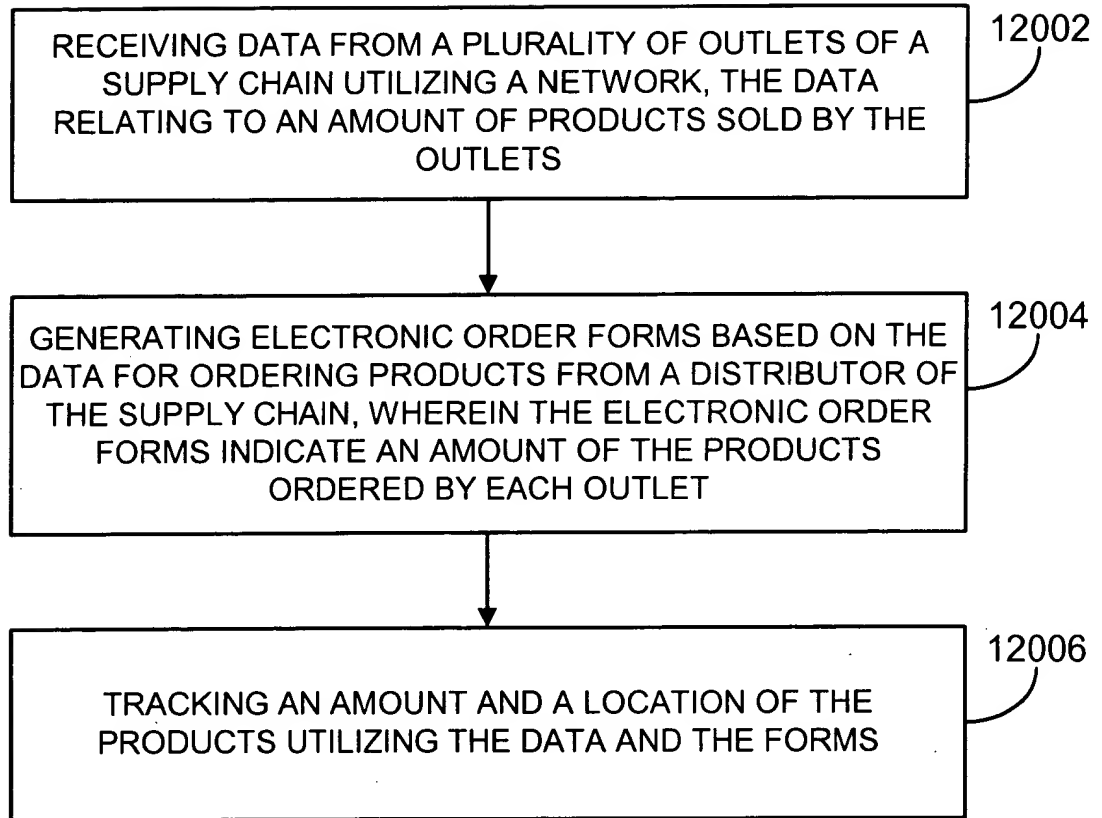 RECEIVING DATA FROM A PLURALITY OF OUTLETS OF A
SUPPLY CHAIN UTILIZING A NETWORK, THE DATA
RELATING TO AN AMOUNT OF PRODUCTS SOLD BY THE
OUTLETS
12002
GENERATING ELECTRONIC ORDER FORMS BASED ON THE
DATA FOR ORDERING PRODUCTS FROM A DISTRIBUTOR OF
THE SUPPLY CHAIN, WHEREIN THE ELECTRONIC ORDER
FORMS INDICATE AN AMOUNT OF THE PRODUCTS
ORDERED BY EACH OUTLET
12004
TRACKING AN AMOUNT AND A LOCATION OF THE
PRODUCTS UTILIZING THE DATA AND THE FORMS
12006